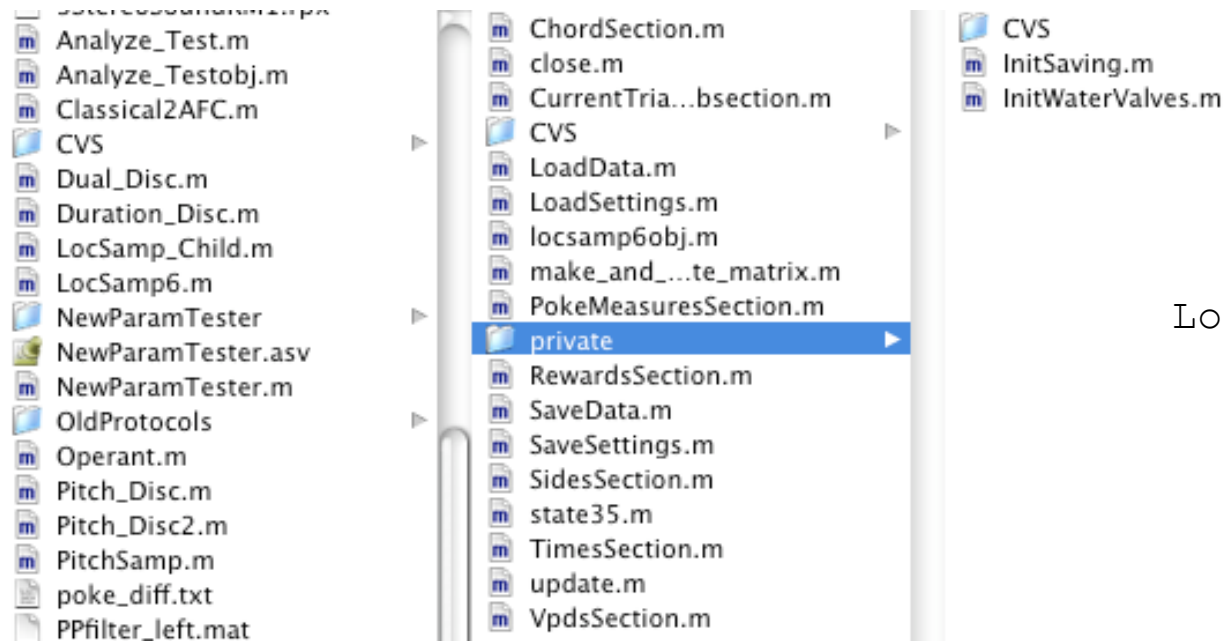 Analyze_Test.m
Analyze_Testobj.m
Classical2AFC.m
CVS
Dual_Disc.m
Duration_Disc.m
LocSamp_Child.m
LocSamp6.m
NewParamTester
NewParamTester.asv
NewParamTester.m
OldProtocols
Operant.m
Pitch_Disc.m
Pitch_Disc2.m
PitchSamp.m
poke_diff.txt
PPfilter_left.mat
ChordSection.m
close.m
CurrentTria...bsection.m
CVS
LoadData.m
LoadSettings.m
locsamp6obj.m
make_and_...te_matrix.m
PokeMeasuresSection.m
private
RewardsSection.m
SaveData.m
SaveSettings.m
SidesSection.m
state35.m
TimesSection.m
update.m
VpdsSection.m
CVS
InitSaving.m
InitWaterValves.m
Lo